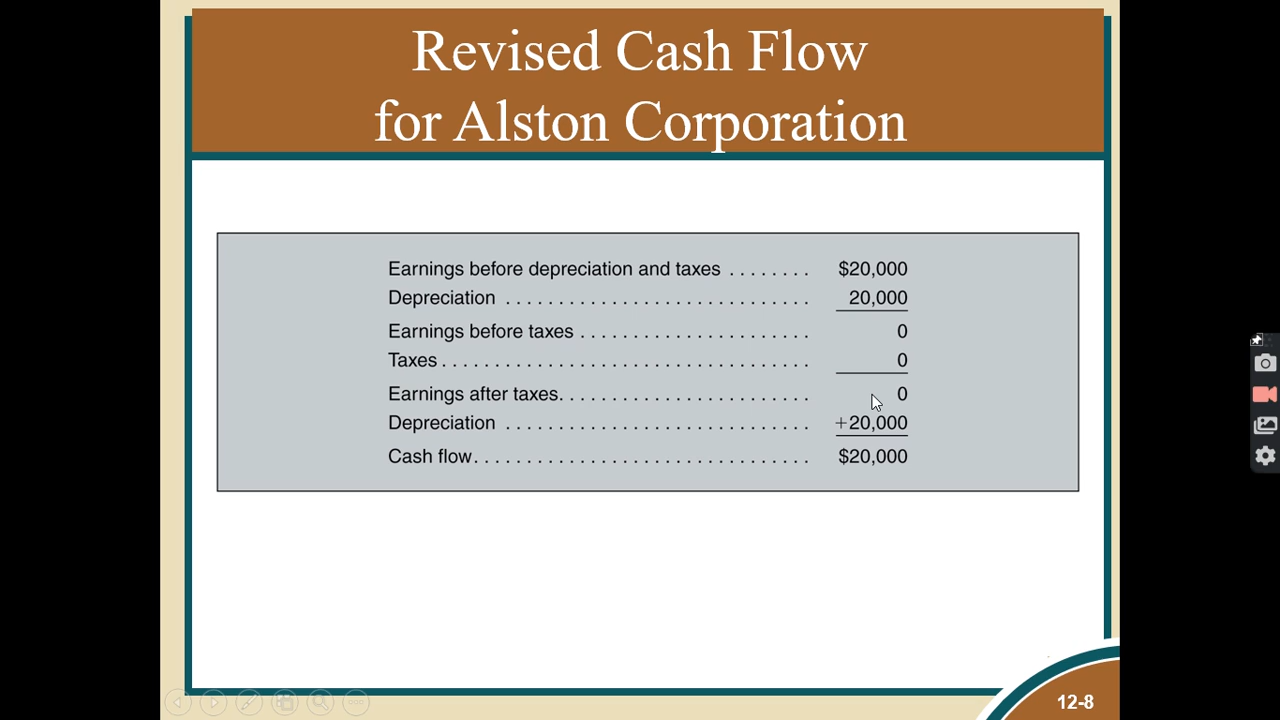 Revised Cash Flow
for Alston Corporation
Earnings before depreciation and taxes . . . . . . . . $20,000
Depreciation . . . . . . . . . . . . . . . . . . . . . . . . . . . . . 20,000
Earnings before taxes . . . . . . . . . . . . . . . . . . . . . . 0
Taxes . . . . . . . . . . . . . . . . . . . . . . . . . . . . . . . . . . . 0
Earnings after taxes. . . . . . . . . . . . . . . . . . . . . . . . 0
Depreciation . . . . . . . . . . . . . . . . . . . . . . . . . . . . . +20,000
Cash flow. . . . . . . . . . . . . . . . . . . . . . . . . . . . . . . . $20,000
12-8